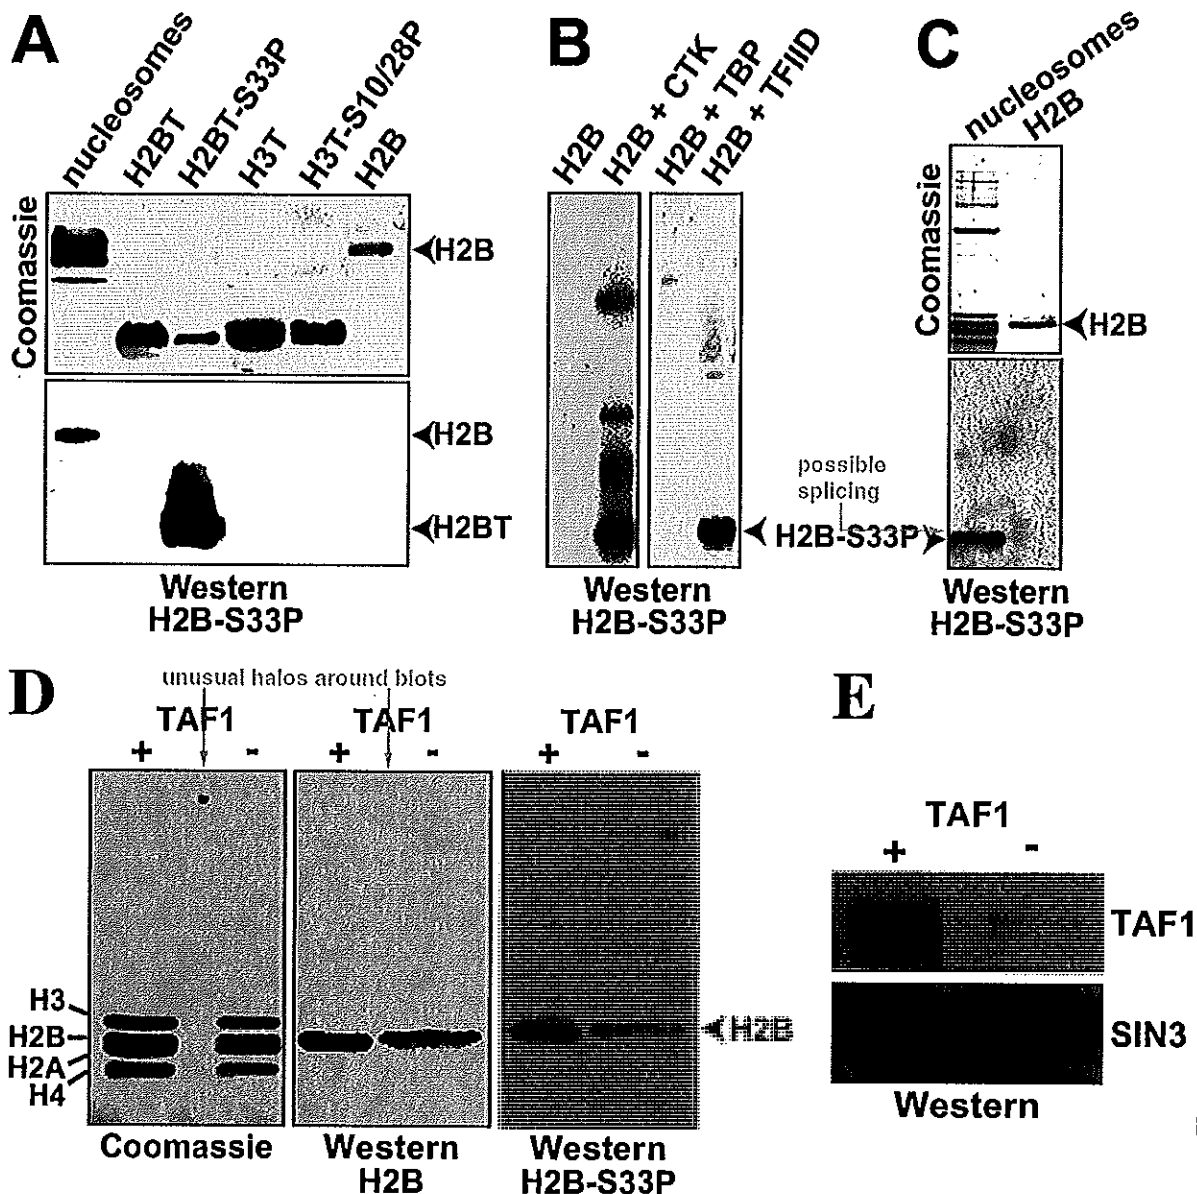 A
nucleosomes
H2BT
H2BT-S33P
H3T
H3T-S10/28P
H2B
Coomassie
H2B
H2B
H2BT
Western
H2B-S33P
B
H2B
H2B + CTK
H2B + TBP
H2B + TFIID
possible
splicing
H2B-S33P
Western
H2B-S33P
C
nucleosomes
H2B
Coomassie
H2B
Western
H2B-S33P
D
unusual halos around blots
TAF1
+ -
TAF1
+ -
TAF1
+ -
H3
H2B
H2A
H4
H2B
Coomassie
Western
H2B
Western
H2B-S33P
E
TAF1
+ -
TAF1
SIN3
Western